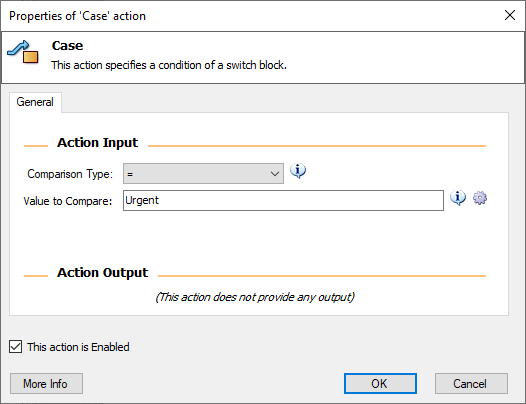 Properties of 'Case' action
Case
This action specifies a condition of a switch block.
General
Action Input
Comparison Type: =
Value to Compare: Urgent
Action Output
(This action does not provide any output)
This action is Enabled
More Info OK Cancel